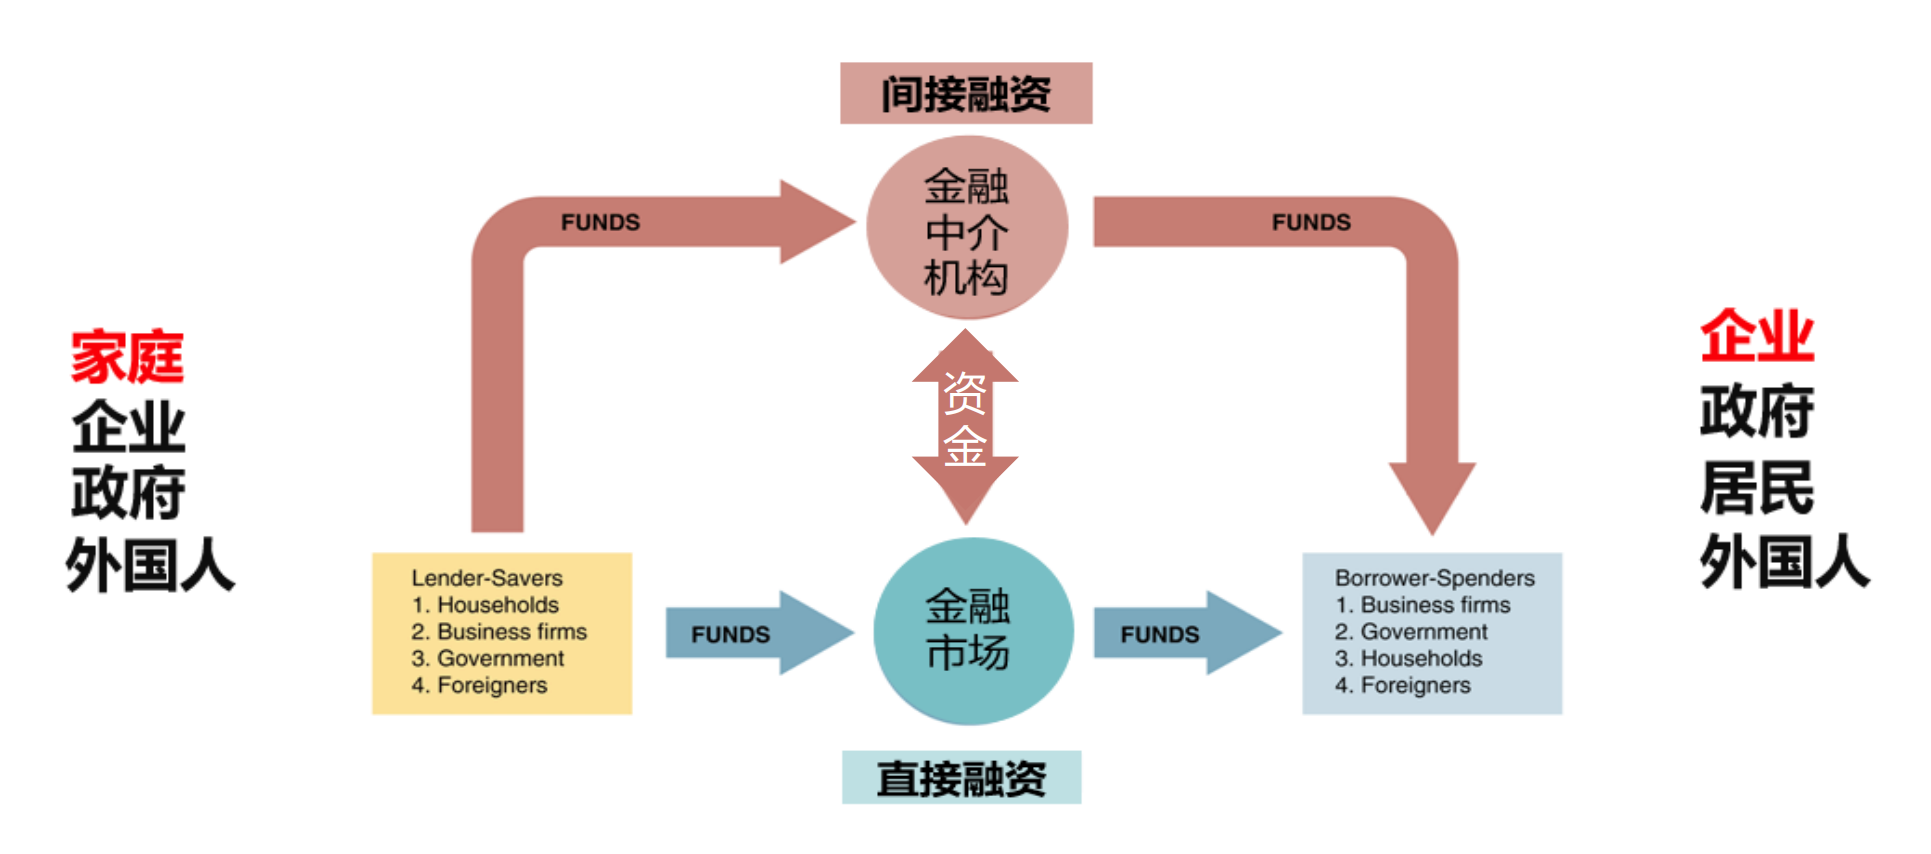 间接融资
金融
中介
机构
FUNDS
FUNDS
家庭
企业
政府
外国人
资
金
企业
政府
居民
外国人
Lender-Savers
1. Households
2. Business firms
3. Government
4. Foreigners
FUNDS
金融
市场
FUNDS
Borrower-Spenders
1. Business firms
2. Government
3. Households
4. Foreigners
直接融资